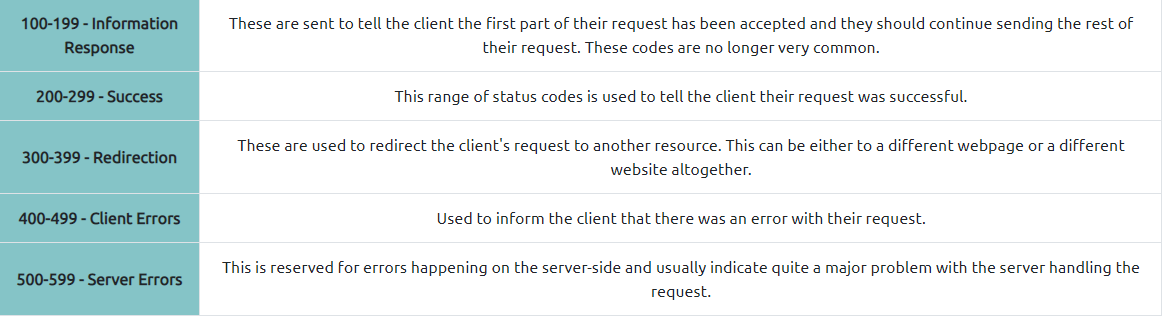 100-199 - Information
Response
These are sent to tell the client the first part of their request has been accepted and they should continue sending the rest of
their request. These codes are no longer very common.
200-299 - Success
This range of status codes is used to tell the client their request was successful.
300-399 - Redirection
These are used to redirect the client's request to another resource. This can be either to a different webpage or a different
website altogether.
400-499 - Client Errors
Used to inform the client that there was an error with their request.
500-599 - Server Errors
This is reserved for errors happening on the server-side and usually indicate quite a major problem with the server handling the
request.